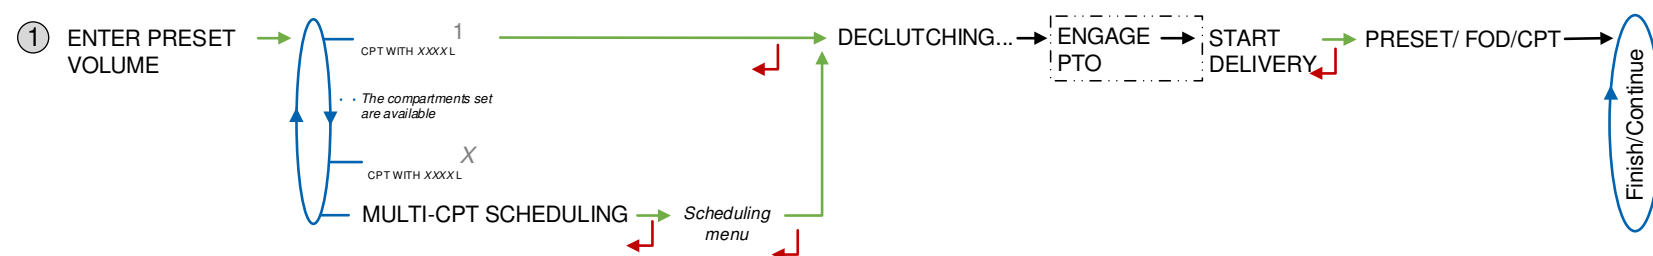 1 ENTER PRESET
VOLUME
1
CPT WITH XXXX L
The compartments set
are available
X
CPT WITH XXXX L
MULTI-CPT SCHEDULING
Scheduling
menu
DECLUTCHING...
ENGAGE
PTO
START
DELIVERY
PRESET/ FOD/CPT
Finish/Continue